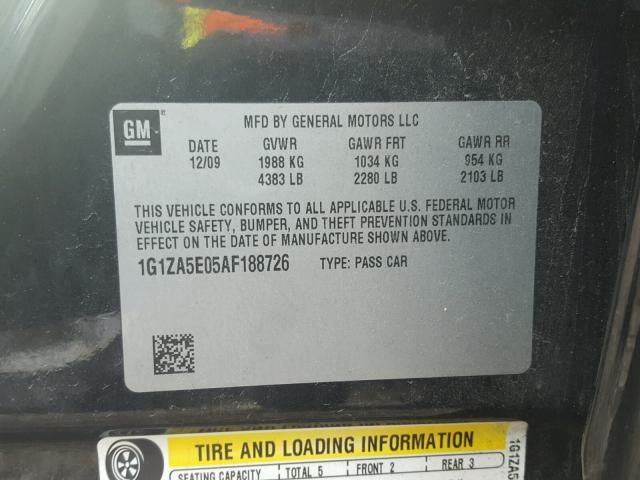 GM
MFD BY GENERAL MOTORS LLC
DATE GVWR GAWR FRT GAWR RR
12/09 1988 KG 1034 KG 954 KG
4383 LB 2280 LB 2103 LB
THIS VEHICLE CONFORMS TO ALL APPLICABLE U.S. FEDERAL MOTOR
VEHICLE SAFETY, BUMPER, AND THEFT PREVENTION STANDARDS IN
EFFECT ON THE DATE OF MANUFACTURE SHOWN ABOVE.
1G1ZA5E05AF188726 TYPE: PASS CAR
TIRE AND LOADING INFORMATION
SEATING CAPACITY TOTAL 5 FRONT 2 REAR 3
1G1ZA5